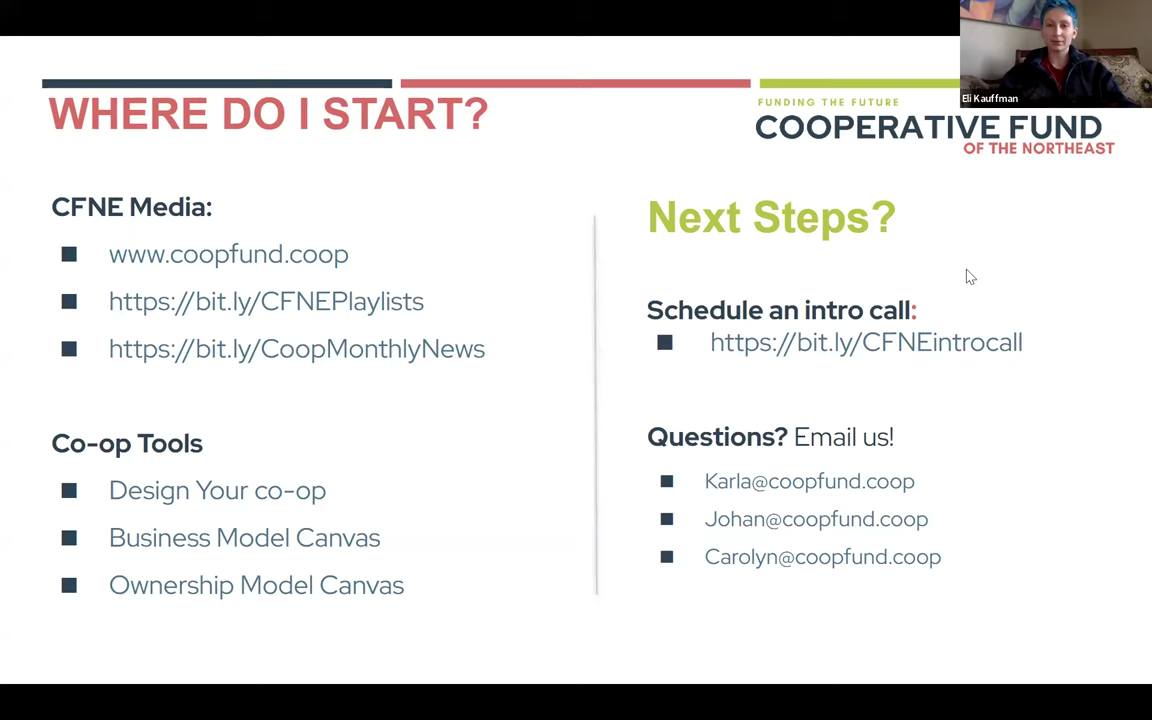 Eli Kauffman
FUNDING THE FUTURE
COOPERATIVE FUND
OF THE NORTHEAST
WHERE DO I START?
CFNE Media:
www.coopfund.coop
https://bit.ly/CFNEPlaylists
https://bit.ly/CoopMonthlyNews
Co-op Tools
Design Your co-op
Business Model Canvas
Ownership Model Canvas
Next Steps?
Schedule an intro call:
https://bit.ly/CFNEintrocall
Questions? Email us!
Karla@coopfund.coop
Johan@coopfund.coop
Carolyn@coopfund.coop